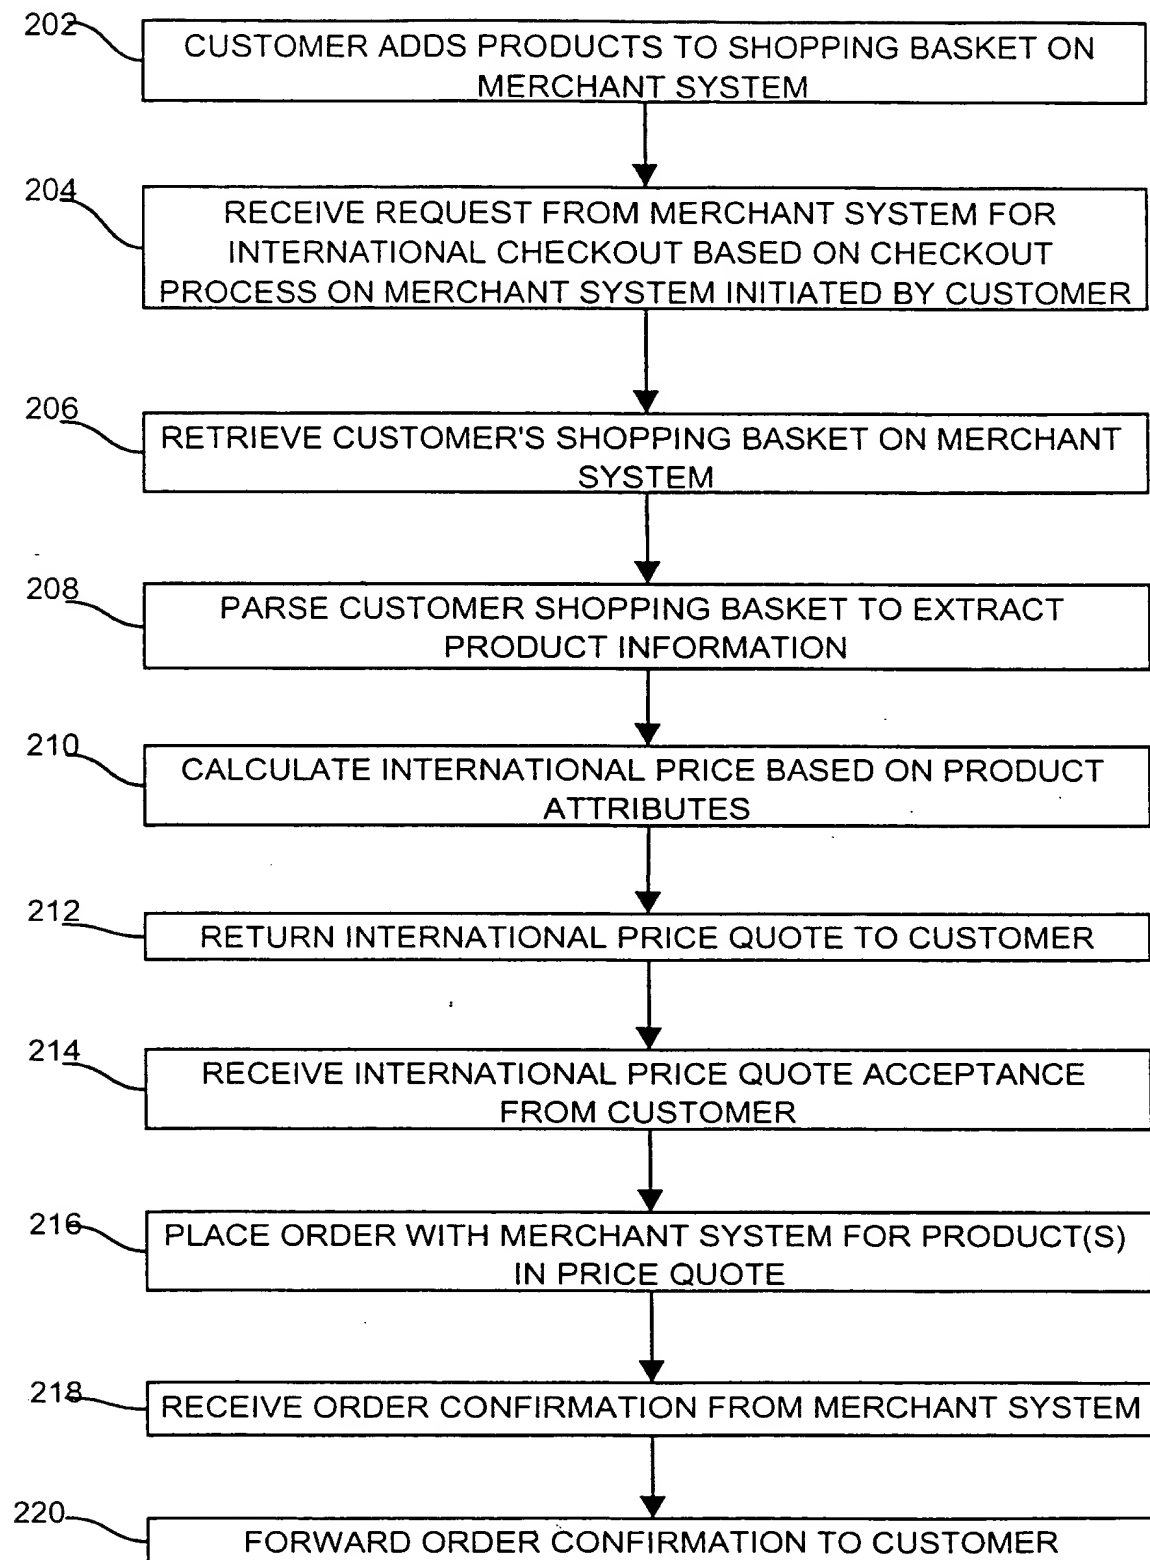 202
CUSTOMER ADDS PRODUCTS TO SHOPPING BASKET ON
MERCHANT SYSTEM
204
RECEIVE REQUEST FROM MERCHANT SYSTEM FOR
INTERNATIONAL CHECKOUT BASED ON CHECKOUT
PROCESS ON MERCHANT SYSTEM INITIATED BY CUSTOMER
206
RETRIEVE CUSTOMER'S SHOPPING BASKET ON MERCHANT
SYSTEM
208
PARSE CUSTOMER SHOPPING BASKET TO EXTRACT
PRODUCT INFORMATION
210
CALCULATE INTERNATIONAL PRICE BASED ON PRODUCT
ATTRIBUTES
212
RETURN INTERNATIONAL PRICE QUOTE TO CUSTOMER
214
RECEIVE INTERNATIONAL PRICE QUOTE ACCEPTANCE
FROM CUSTOMER
216
PLACE ORDER WITH MERCHANT SYSTEM FOR PRODUCT(S)
IN PRICE QUOTE
218
RECEIVE ORDER CONFIRMATION FROM MERCHANT SYSTEM
220
FORWARD ORDER CONFIRMATION TO CUSTOMER